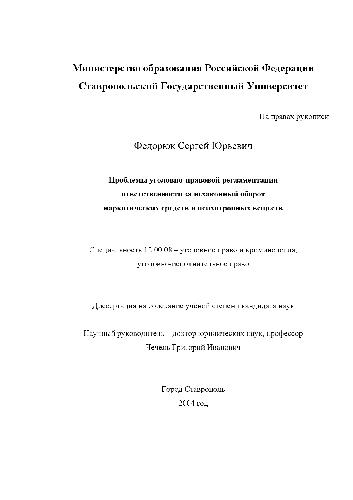 Министерство образования Российской Федерации
Ставропольский Государственный Университет
На правах рукописи
Федорюк Сергей Юрьевич
Проблемы уголовно-правовой регламентации
ответственности за незаконный оборот
наркотических средств и психотропных веществ
Специальность 12.00.08 – уголовное право и криминология,
уголовно-исполнительное право
Диссертация на соискание ученой степени кандидата наук
Научный руководитель – доктор юридических наук, профессор
Чечель Григорий Иванович
Город Ставрополь
2004 год